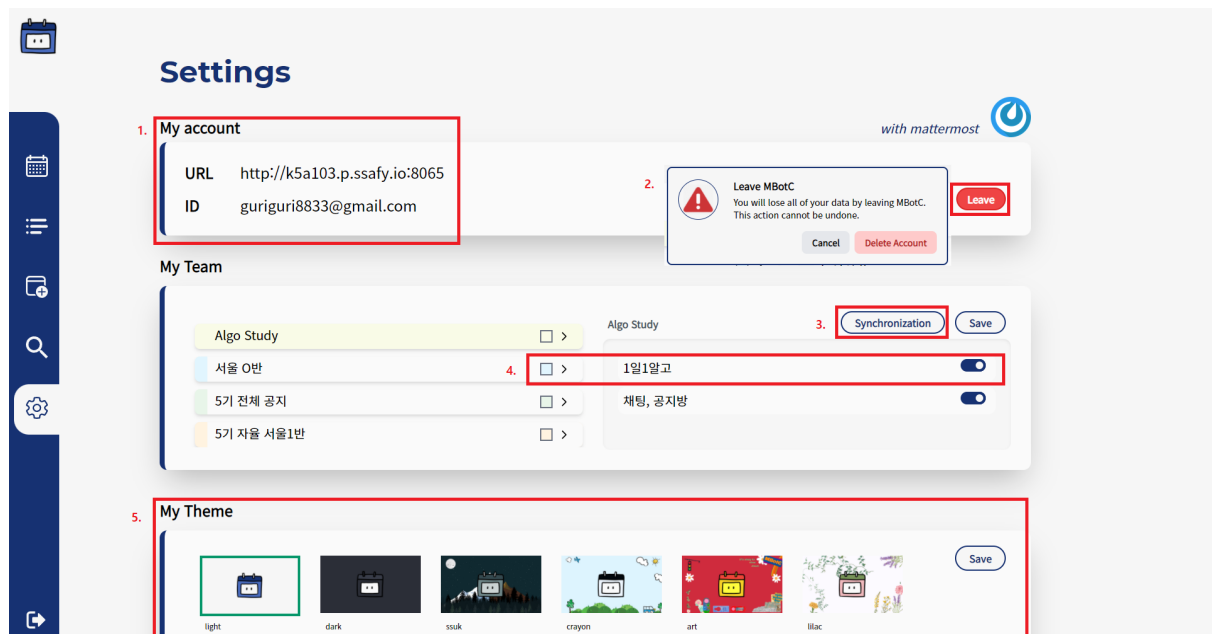 Settings
1. My account
with mattermost
URL http://k5a103.p.ssafy.io:8065
ID guriguri8833@gmail.com
2. Leave MBotC
You will lose all of your data by leaving MBotC.
This action cannot be undone.
Cancel Delete Account
Leave
My Team
Algo Study
서울 0반
5기 전체 공지
5기 자율 서울1반
Algo Study
3. Synchronization Save
4. 1일1알고
채팅, 공지방
5. My Theme
Save
light dark ssuk crayon art lilac